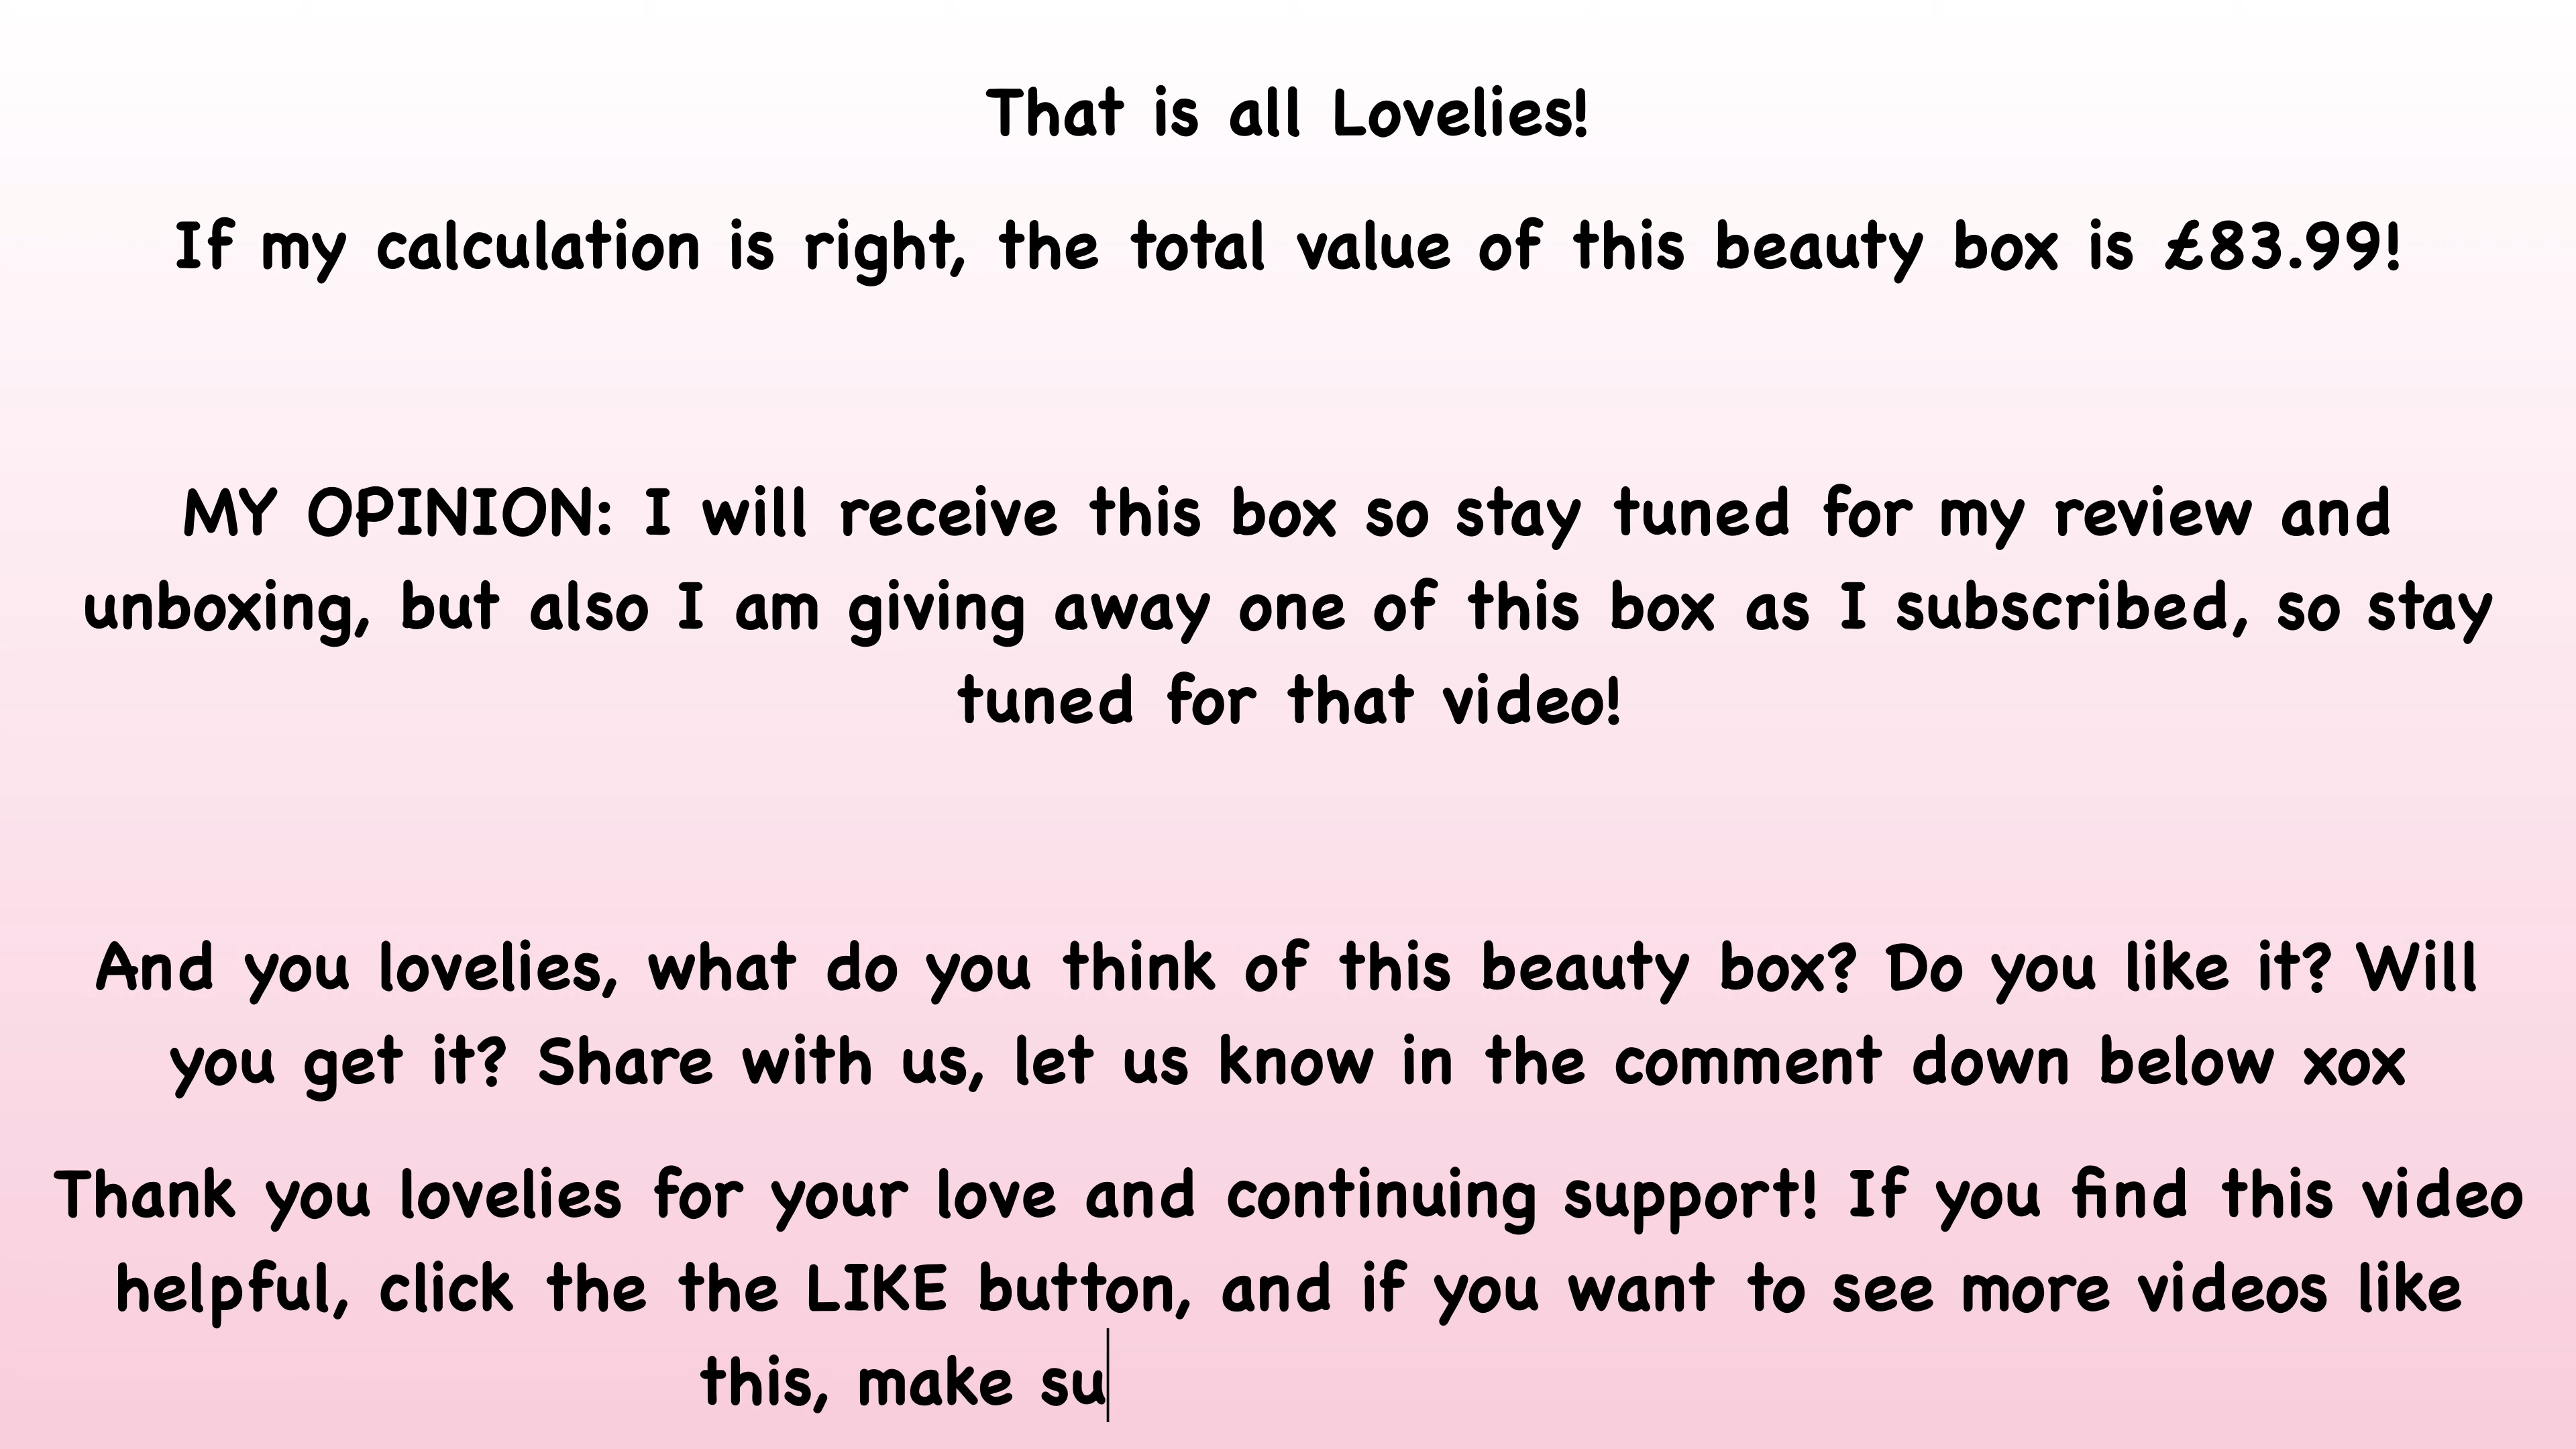 That is all Lovelies!
If my calculation is right, the total value of this beauty box is £83.99!
MY OPINION: I will receive this box so stay tuned for my review and
unboxing, but also I am giving away one of this box as I subscribed, so stay
tuned for that video!
And you lovelies, what do you think of this beauty box? Do you like it? Will
you get it? Share with us, let us know in the comment down below xox
Thank you lovelies for your love and continuing support! If you find this video
helpful, click the the LIKE button, and if you want to see more videos like
this, make su